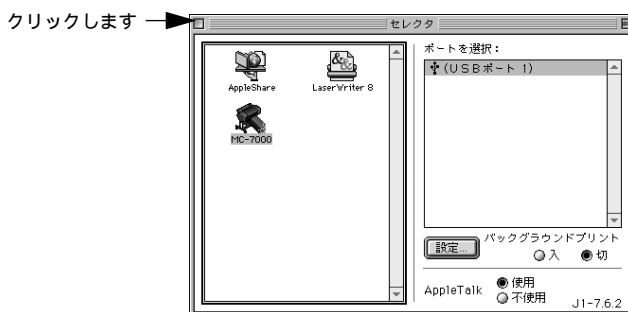 クリックします
セレクタ
AppleShare
LaserWriter 8
MC-7000
ポートを選択:
(USBポート 1)
設定...
バックグラウンドプリント
入 切
AppleTalk
使用
不使用
J1-7.6.2